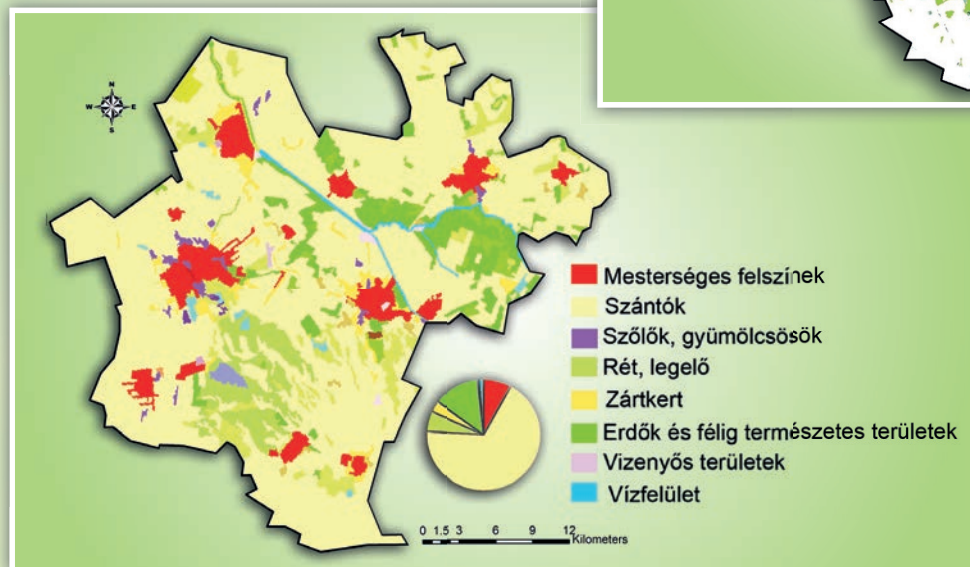 N
W E
S
Mesterséges felszínek
Szántók
Szőlők, gyümölcsösök
Rét, legelő
Zártkert
Erdők és félig természetes területek
Vizenyős területek
Vízfelület
0 1.5 3 6 9 12
Kilometers